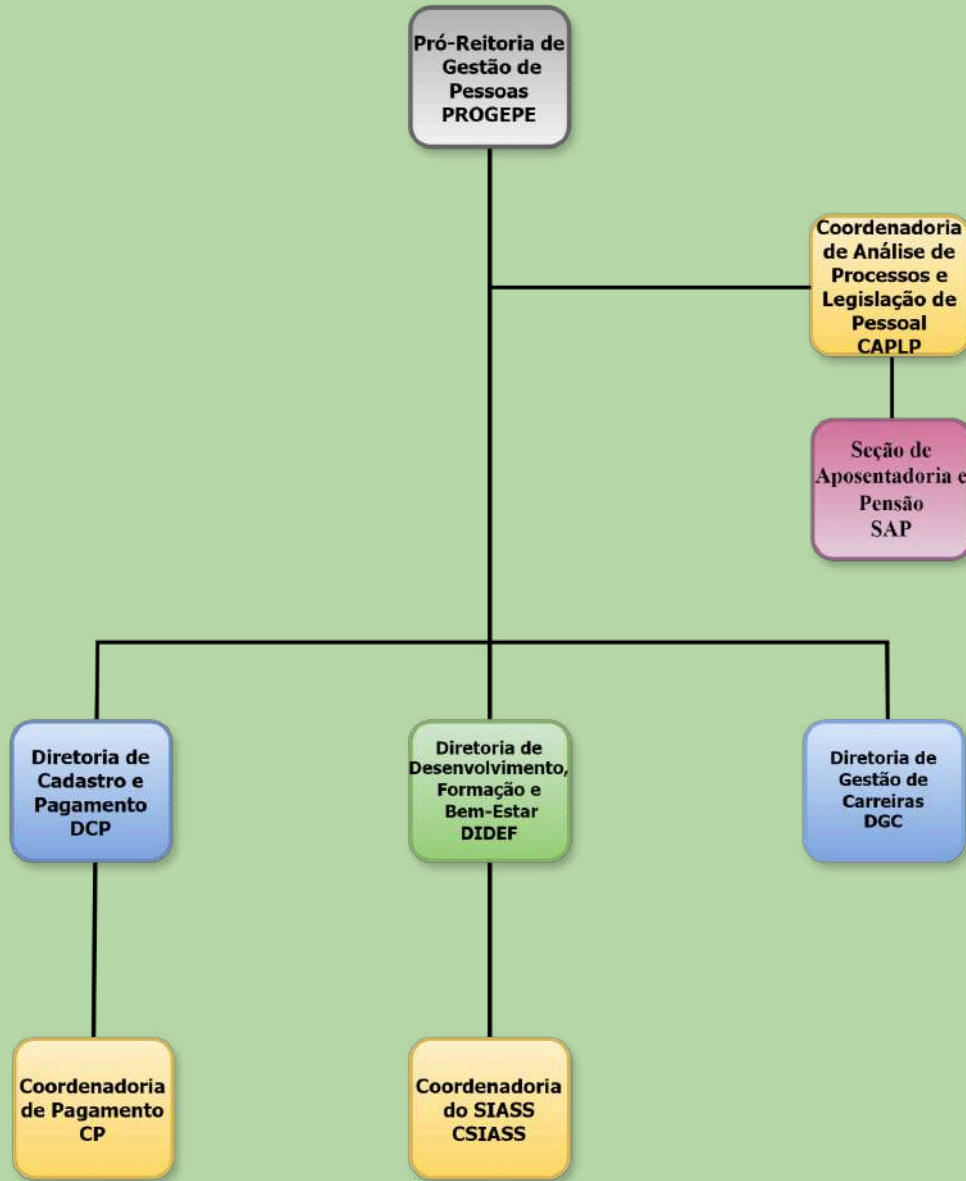 Pró-Reitoria de
Gestão de
Pessoas
PROGEPE
Coordenadoria
de Análise de
Processos e
Legislação de
Pessoal
CAPLP
Seção de
Aposentadoria e
Pensão
SAP
Diretoria de
Cadastro e
Pagamento
DCP
Diretoria de
Desenvolvimento,
Formação e
Bem-Estar
DIDEF
Diretoria de
Gestão de
Carreiras
DGC
Coordenadoria
de Pagamento
CP
Coordenadoria
do SIASS
CSIASS